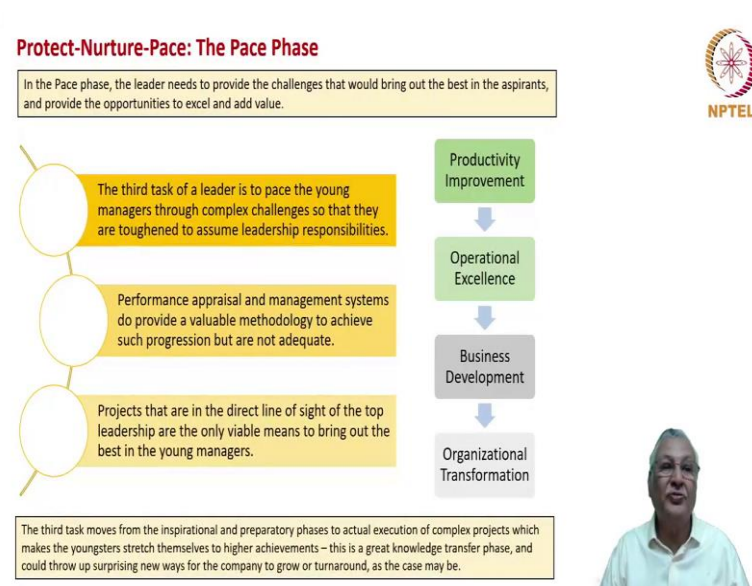 Protect-Nurture-Pace: The Pace Phase
In the Pace phase, the leader needs to provide the challenges that would bring out the best in the aspirants,
and provide the opportunities to excel and add value.
NPTEL
The third task of a leader is to pace the young
managers through complex challenges so that they
are toughened to assume leadership responsibilities.
Performance appraisal and management systems
do provide a valuable methodology to achieve
such progression but are not adequate.
Projects that are in the direct line of sight of the top
leadership are the only viable means to bring out the
best in the young managers.
Productivity
Improvement
Operational
Excellence
Business
Development
Organizational
Transformation
The third task moves from the inspirational and preparatory phases to actual execution of complex projects which
makes the youngsters stretch themselves to higher achievements – this is a great knowledge transfer phase, and
could throw up surprising new ways for the company to grow or turnaround, as the case may be.